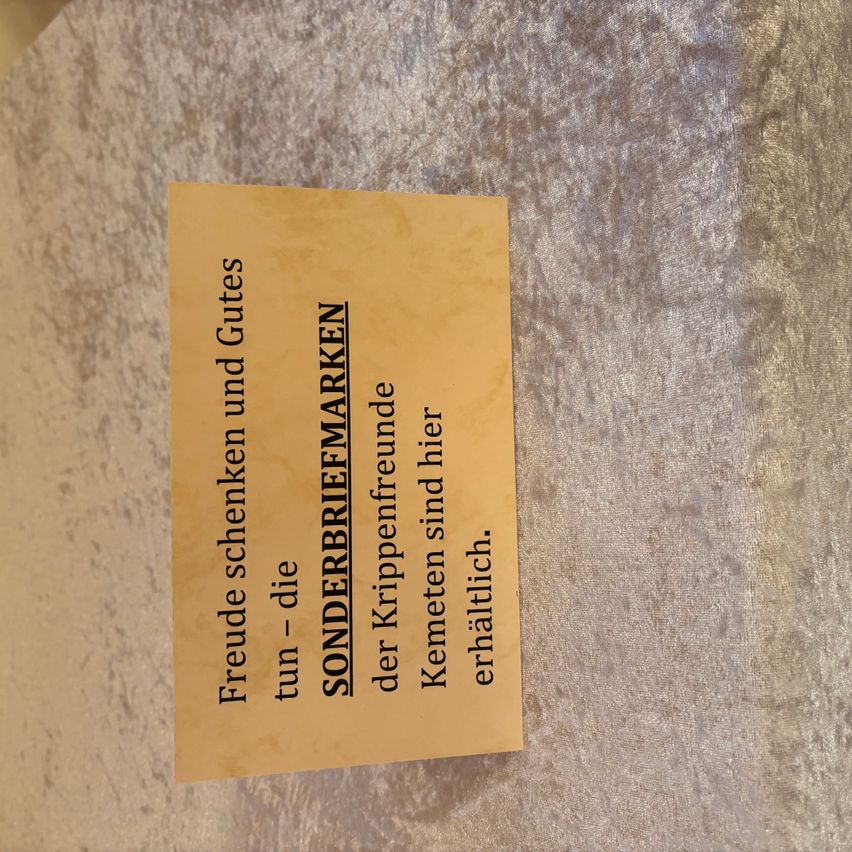 Freude schenken und Gutes
tun – die
SONDERBRIEFMARKEN
der Krippenfreunde
Kemeten sind hier
erhältlich.